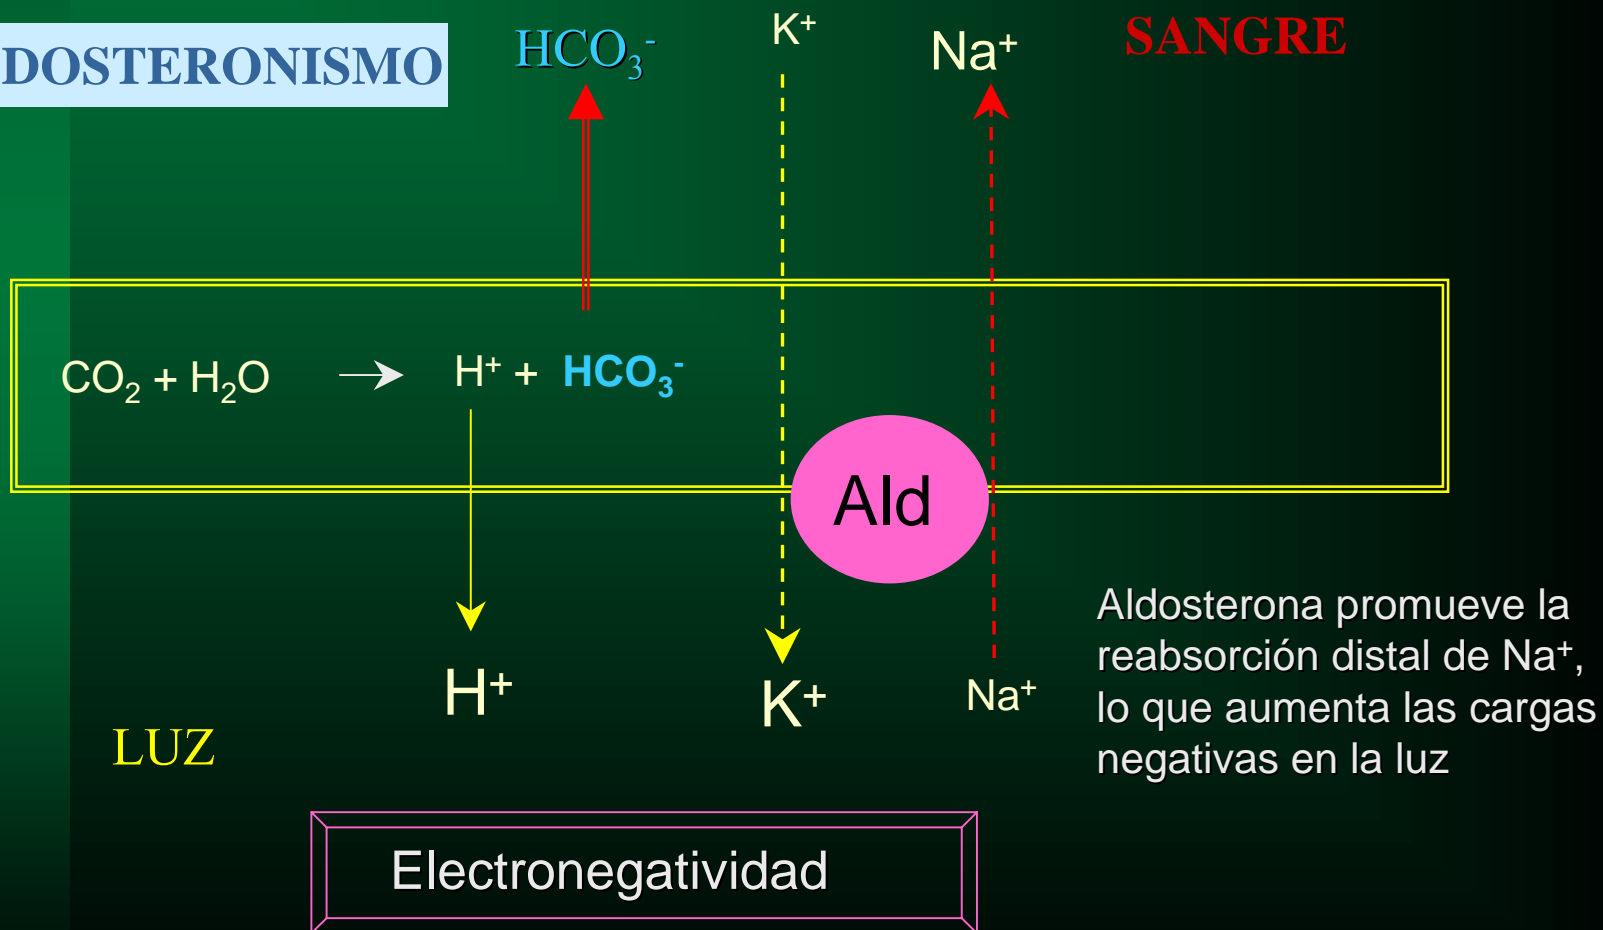 DOSTERONISMO
HCO₃⁻
K⁺
Na⁺
SANGRE
CO₂ + H₂O
H⁺ + HCO₃⁻
Ald
H⁺
K⁺
Na⁺
LUZ
Aldosterona promueve la
reabsorción distal de Na⁺,
lo que aumenta las cargas
negativas en la luz
Electronegatividad